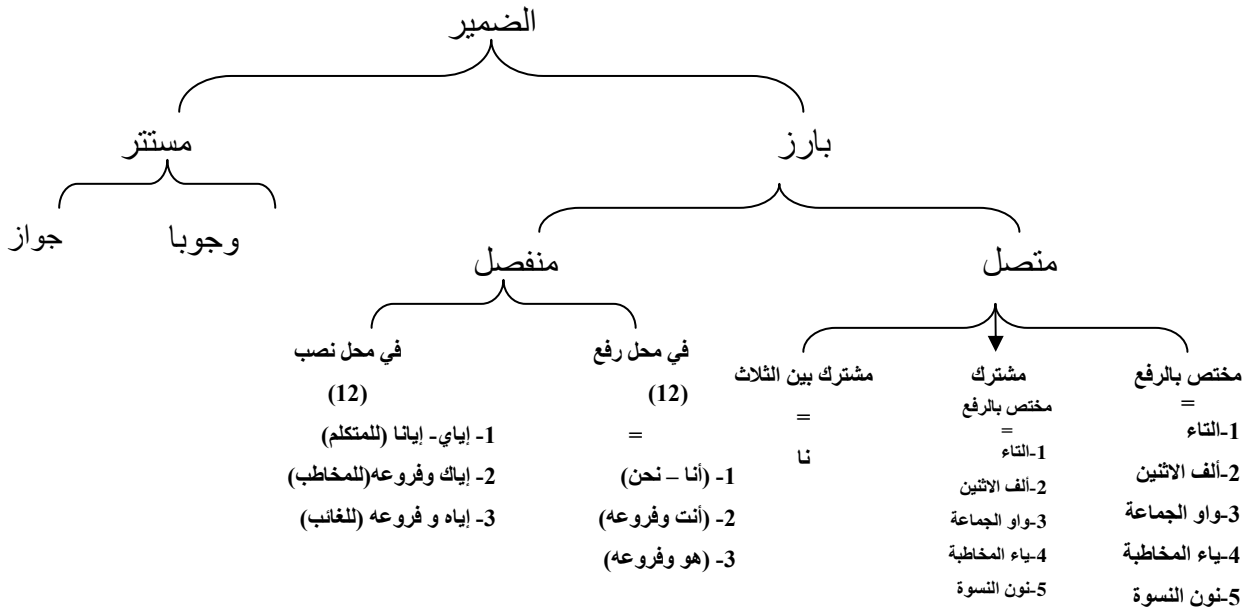 الضمير
بارز
مستتر
وجوبا
جواز
متصل
منفصل
مختص بالرفع
=
1-التاء
2-ألف الاثنين
3-واو الجماعة
4-ياء المخاطبة
5-نون النسوة
مشترك
مختص بالرفع
=
1-التاء
2-ألف الاثنين
3-واو الجماعة
4-ياء المخاطبة
5-نون النسوة
مشترك بين الثلاث
=
نا
في محل رفع
(12)
=
1- (أنا – نحن)
2- (أنت وفروعه)
3- (هو وفروعه)
في محل نصب
(12)
1- إياي- إيانا (للمتكلم)
2- إياك وفروعه(للمخاطب)
3- إياه و فروعه (للغائب)